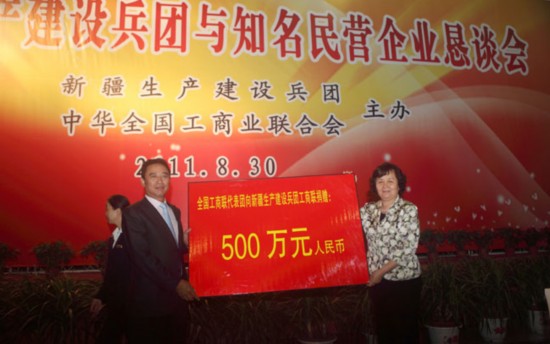 产建设兵团与知名民营企业恳谈会
新疆生产建设兵团
中华全国工商业联合会 主办
2011.8.30
全国工商联代表团向新疆生产建设兵团工商联捐赠：
500万元人民币